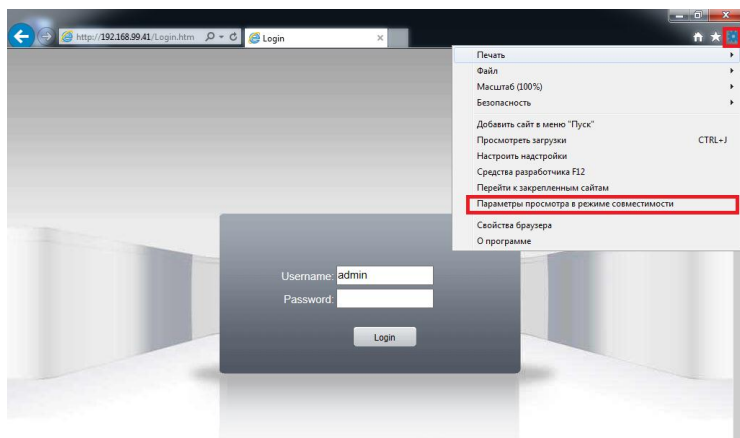 http://192.168.99.41/Login.htm
Login
Печать
Файл
Масштаб (100%)
Безопасность
Добавить сайт в меню "Пуск"
Просмотреть загрузки CTRL+J
Настроить надстройки
Средства разработчика F12
Перейти к закрепленным сайтам
Параметры просмотра в режиме совместимости
Свойства браузера
О программе
Username: admin
Password:
Login